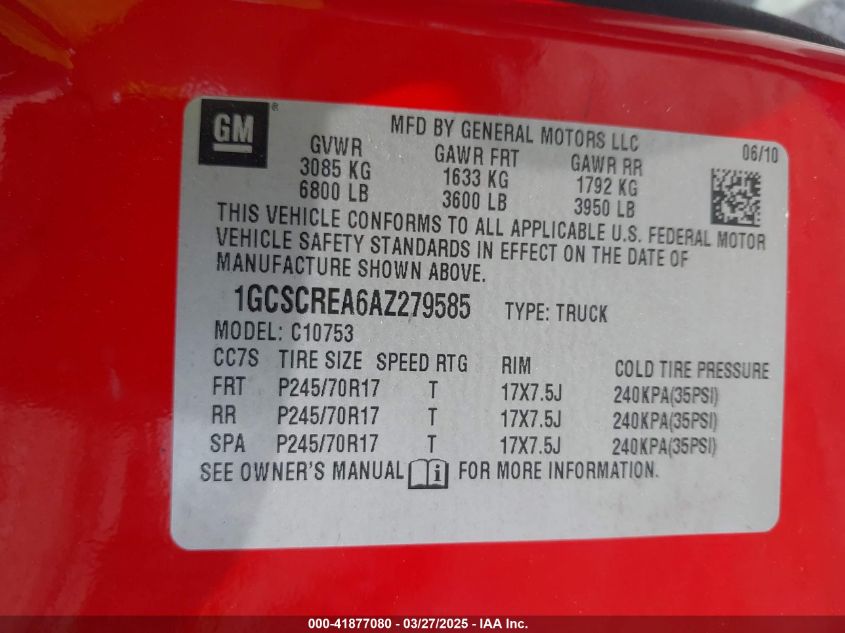 GM ®
MFD BY GENERAL MOTORS LLC 06/10
GVWR GAWR FRT GAWR RR
3085 KG 1633 KG 1792 KG
6800 LB 3600 LB 3950 LB
THIS VEHICLE CONFORMS TO ALL APPLICABLE U.S. FEDERAL MOTOR
VEHICLE SAFETY STANDARDS IN EFFECT ON THE DATE OF
MANUFACTURE SHOWN ABOVE.
1GCSCREA6AZ279585 TYPE: TRUCK
MODEL: C10753
CC7S TIRE SIZE SPEED RTG RIM COLD TIRE PRESSURE
FRT P245/70R17 T 17X7.5J 240KPA(35PSI)
RR P245/70R17 T 17X7.5J 240KPA(35PSI)
SPA P245/70R17 T 17X7.5J 240KPA(35PSI)
SEE OWNER'S MANUAL i FOR MORE INFORMATION.
000-41877080 - 03/27/2025 - IAA Inc.